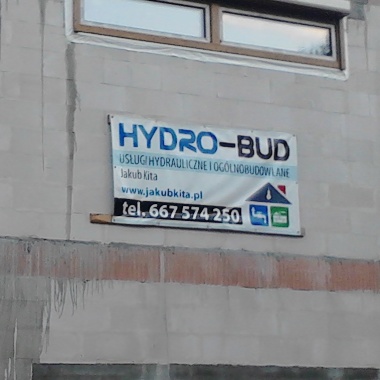 HYDRO-BUD
USŁUGI HYDRAULICZNE I OGÓLNOBUDOWLANE
Jakub Kita
www.jakubkita.pl
tel. 667 574 250